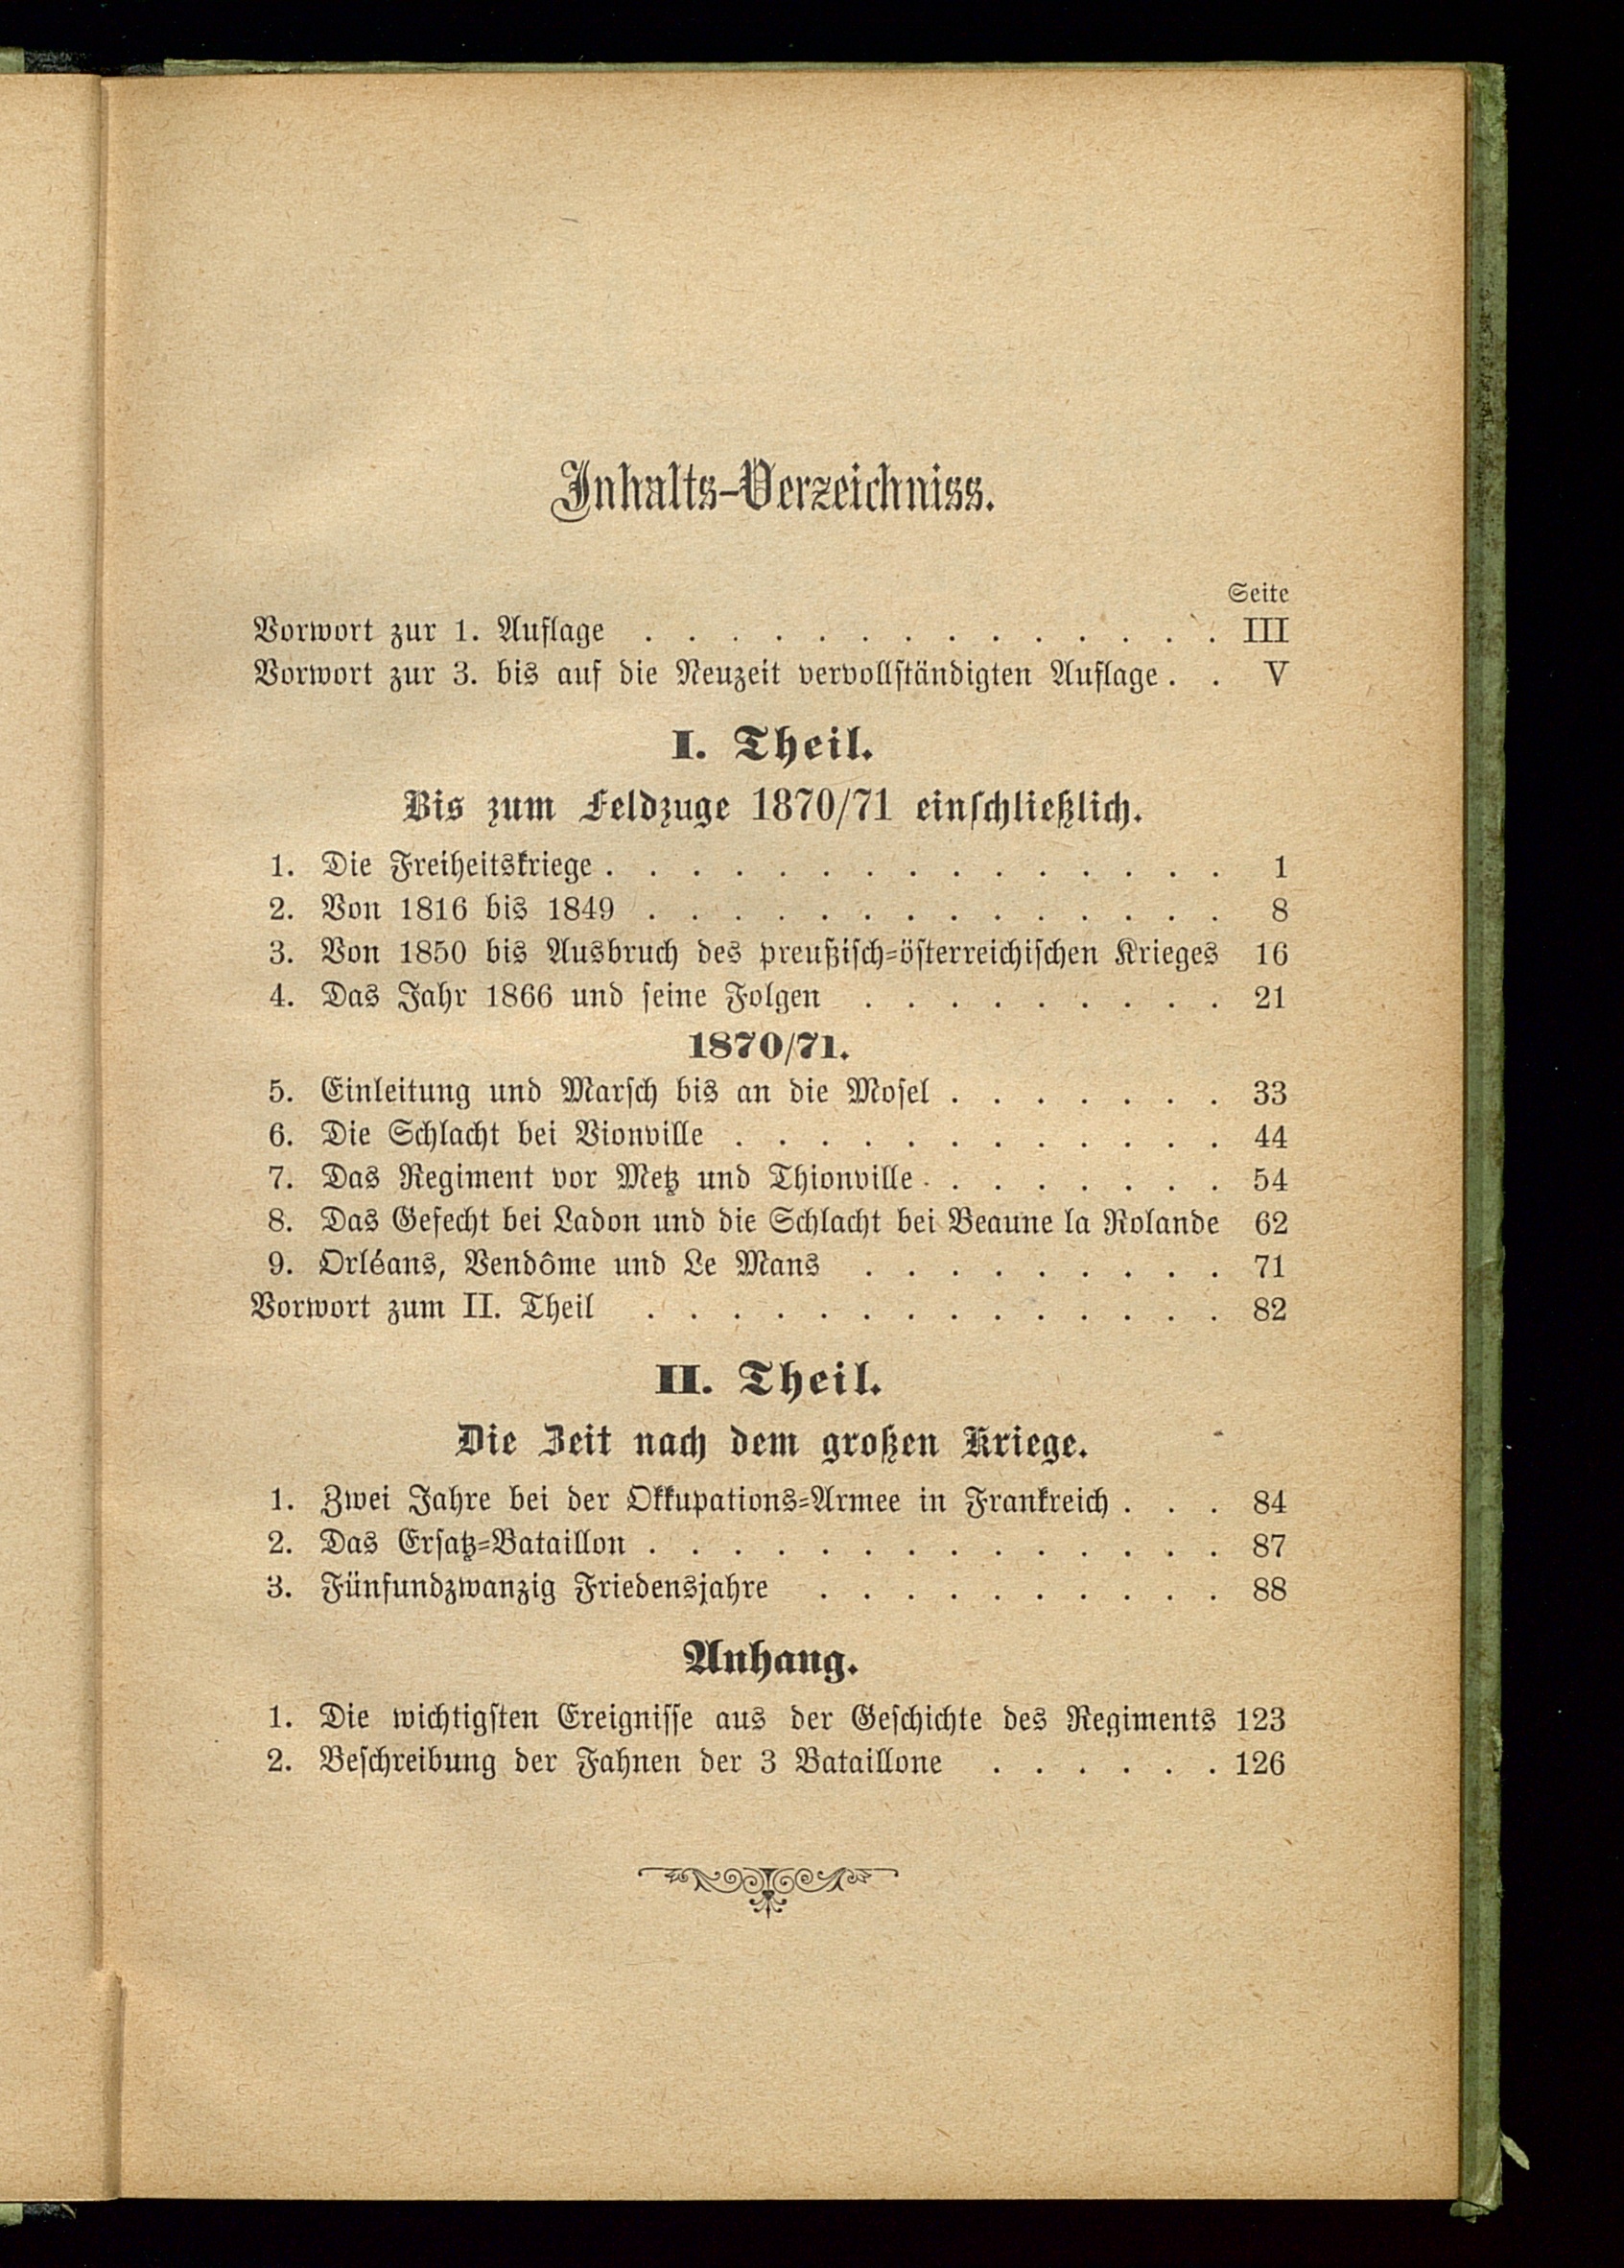 Inhalts-Verzeichniss.
Seite
Vorwort zur 1. Auflage . . . . . . . . . . . . . . III
Vorwort zur 3. bis auf die Neuzeit vervollständigten Auflage . . V
I. Theil.
Bis zum Feldzuge 1870/71 einschließlich.
1. Die Freiheitskriege . . . . . . . . . . . . . . . 1
2. Von 1816 bis 1849 . . . . . . . . . . . . . . 8
3. Von 1850 bis Ausbruch des preußisch-österreichischen Krieges 16
4. Das Jahr 1866 und seine Folgen . . . . . . . . . 21
1870/71.
5. Einleitung und Marsch bis an die Mosel . . . . . . . 33
6. Die Schlacht bei Vionville . . . . . . . . . . . . 44
7. Das Regiment vor Metz und Thionville . . . . . . . . 54
8. Das Gefecht bei Ladon und die Schlacht bei Beaune la Rolande 62
9. Orléans, Vendôme und Le Mans . . . . . . . . . 71
Vorwort zum II. Theil . . . . . . . . . . . . . . 82
II. Theil.
Die Zeit nach dem großen Kriege.
1. Zwei Jahre bei der Okkupations-Armee in Frankreich . . . 84
2. Das Ersatz-Bataillon . . . . . . . . . . . . . . 87
3. Fünfundzwanzig Friedensjahre . . . . . . . . . . 88
Anhang.
1. Die wichtigsten Ereignisse aus der Geschichte des Regiments 123
2. Beschreibung der Fahnen der 3 Bataillone . . . . . . 126